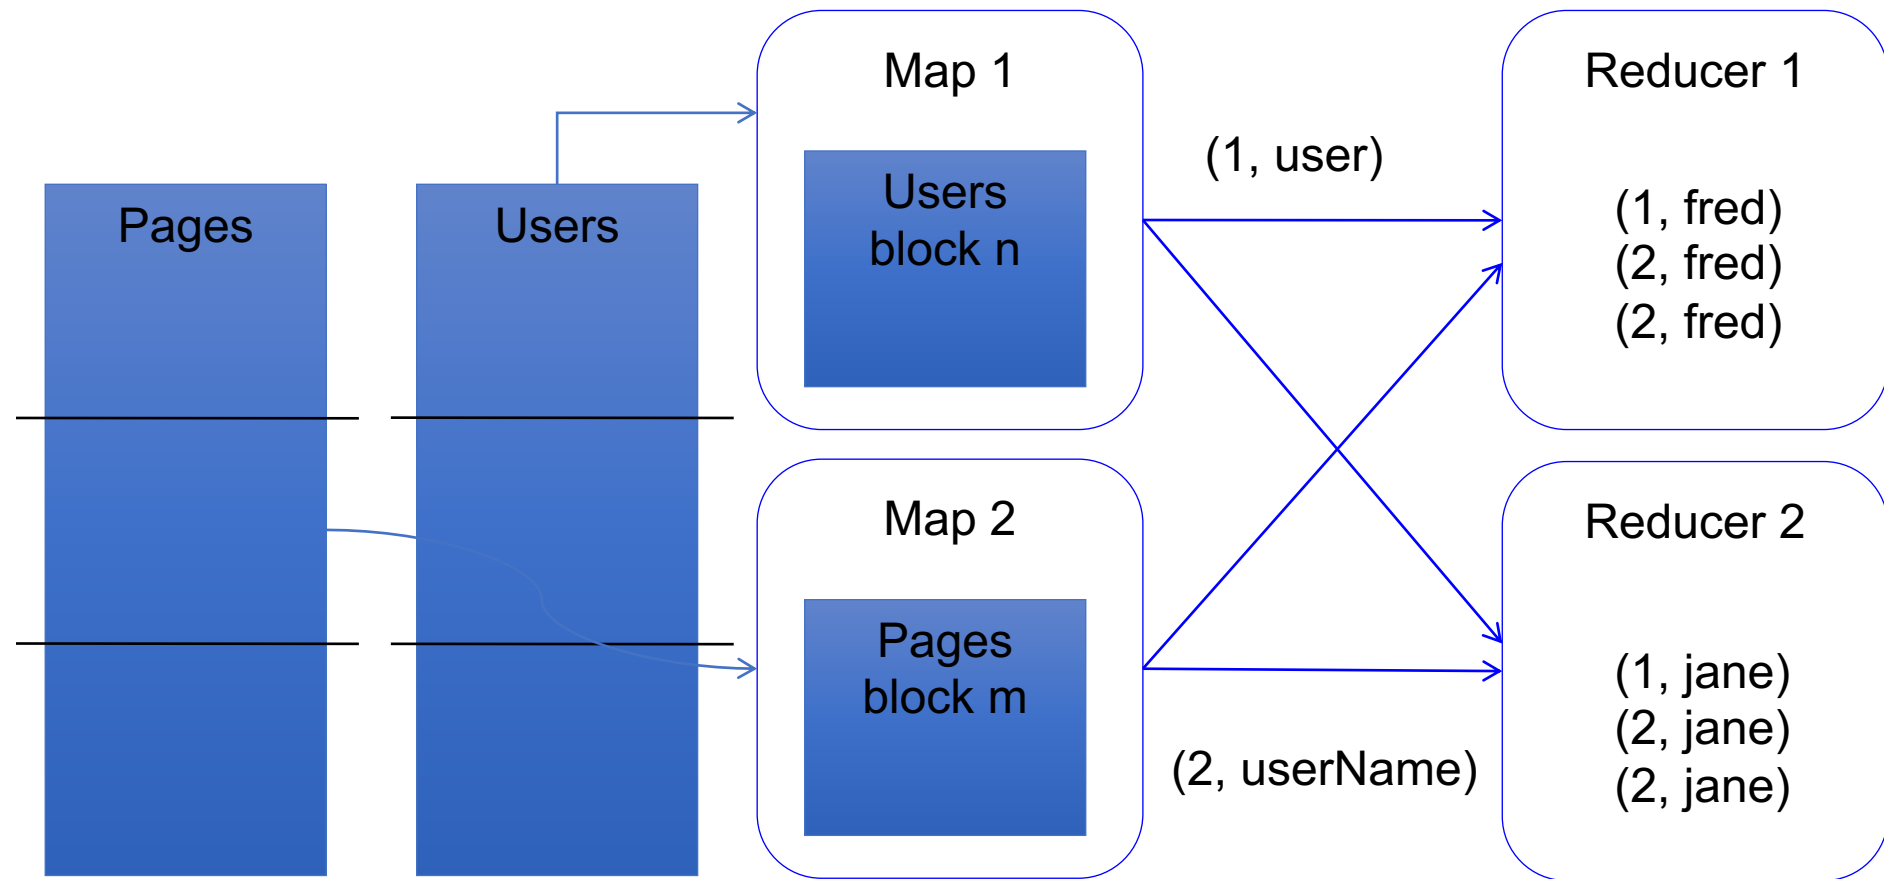 Pages
Users
Map 1
Users
block n
Map 2
Pages
block m
(1, user)
(2, userName)
Reducer 1
(1, fred)
(2, fred)
(2, fred)
Reducer 2
(1, jane)
(2, jane)
(2, jane)